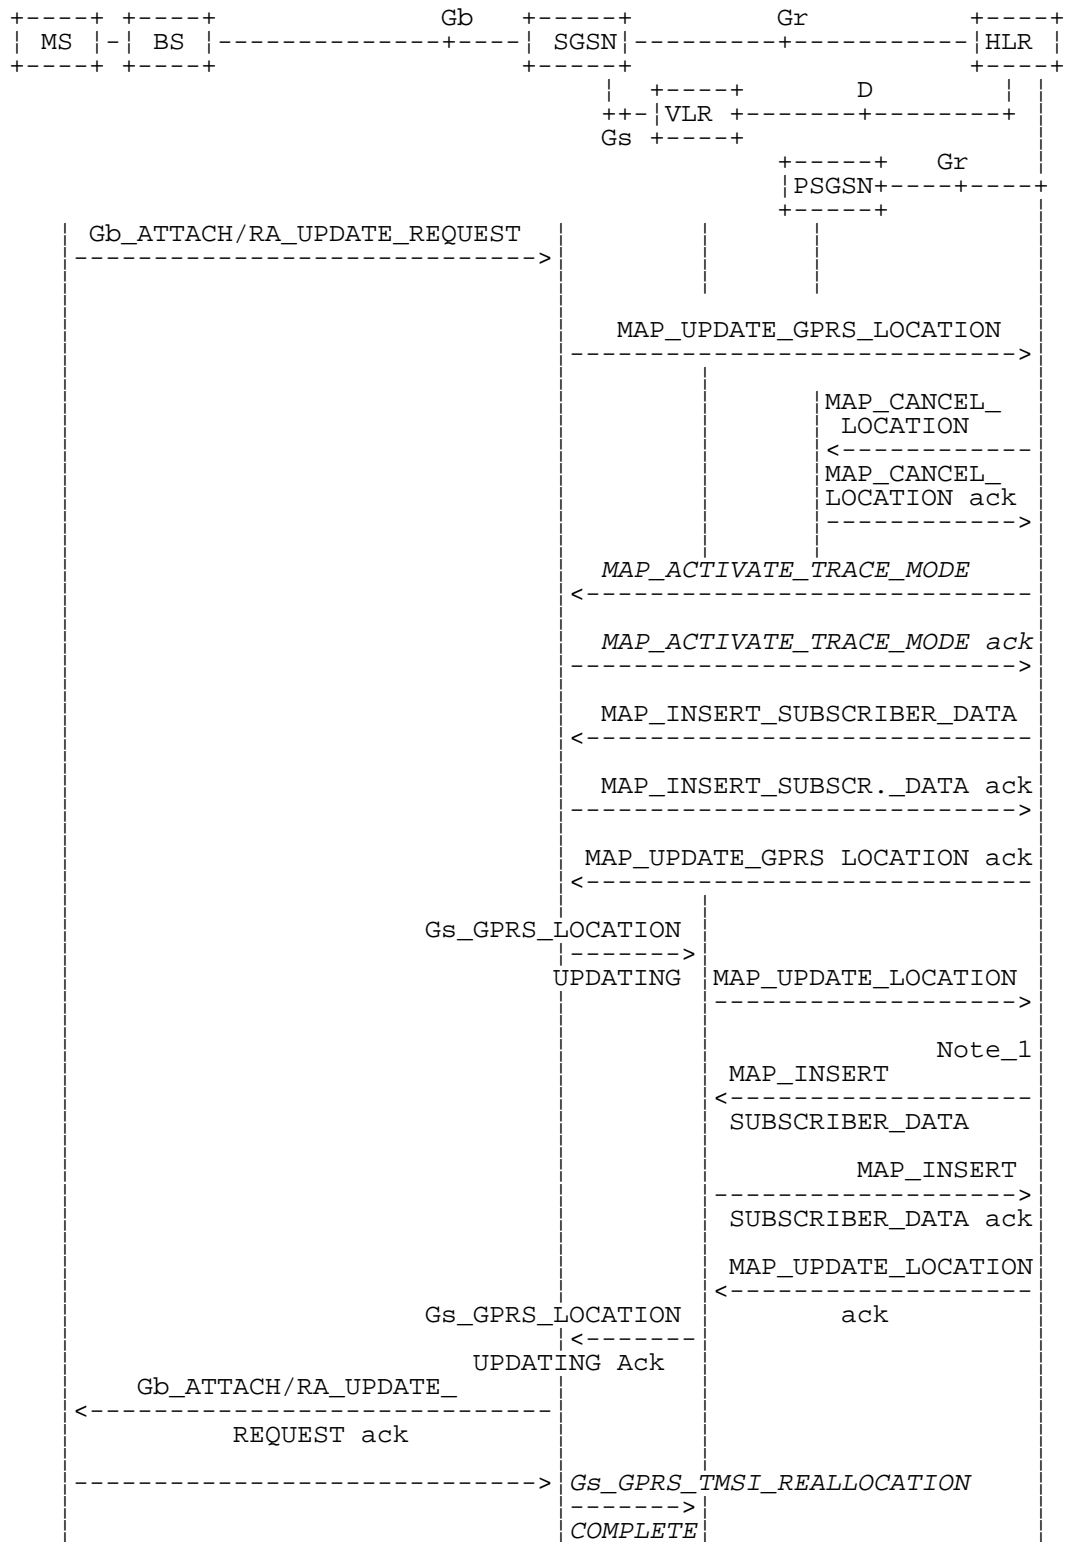 Gb Gr
MS BS SGSN HLR
D
VLR
Gs
Gr
PSGSN
Gb_ATTACH/RA_UPDATE_REQUEST
MAP_UPDATE_GPRS_LOCATION
MAP_CANCEL_
LOCATION
MAP_CANCEL_
LOCATION ack
MAP_ACTIVATE_TRACE_MODE
MAP_ACTIVATE_TRACE_MODE ack
MAP_INSERT_SUBSCRIBER_DATA
MAP_INSERT_SUBSCR._DATA ack
MAP_UPDATE_GPRS LOCATION ack
Gs_GPRS_LOCATION
UPDATING MAP_UPDATE_LOCATION
Note_1
MAP_INSERT
SUBSCRIBER_DATA
MAP_INSERT
SUBSCRIBER_DATA ack
MAP_UPDATE_LOCATION
Gs_GPRS_LOCATION ack
UPDATING Ack
Gb_ATTACH/RA_UPDATE_
REQUEST ack
Gs_GPRS_TMSI_REALLOCATION
COMPLETE